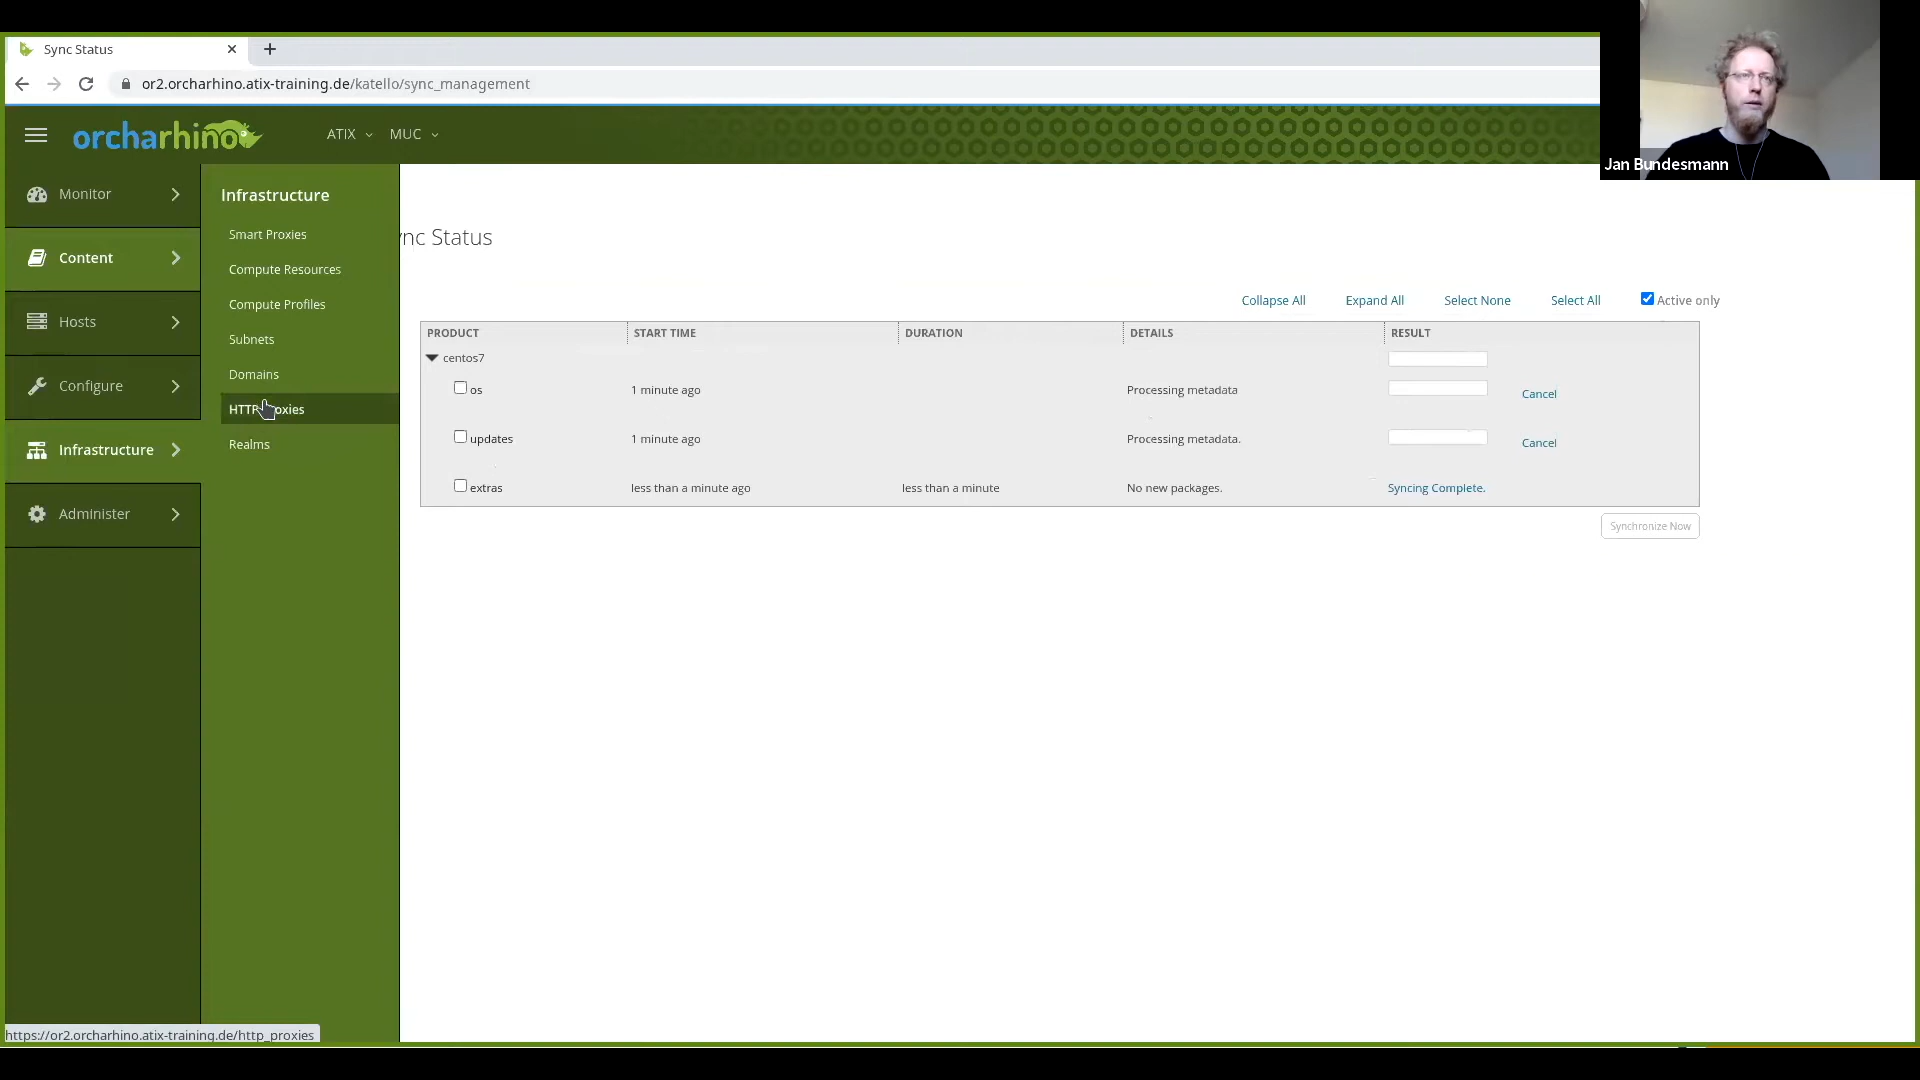 Sync Status
or2.orcharhino.atix-training.de/katello/sync_management
orcharhino
ATIX
MUC
Jan Bundesmann
Monitor
Content
Hosts
Configure
Infrastructure
Administer
Infrastructure
Smart Proxies
Compute Resources
Compute Profiles
Subnets
Domains
Realms
nc Status
Collapse All Expand All Select None Select All Active only
PRODUCT START TIME DURATION DETAILS RESULT
centos7
os 1 minute ago Processing metadata Cancel
updates 1 minute ago Processing metadata. Cancel
extras less than a minute ago less than a minute No new packages. Syncing Complete.
Synchronize Now
https://or2.orcharhino.atix-training.de/http_proxies